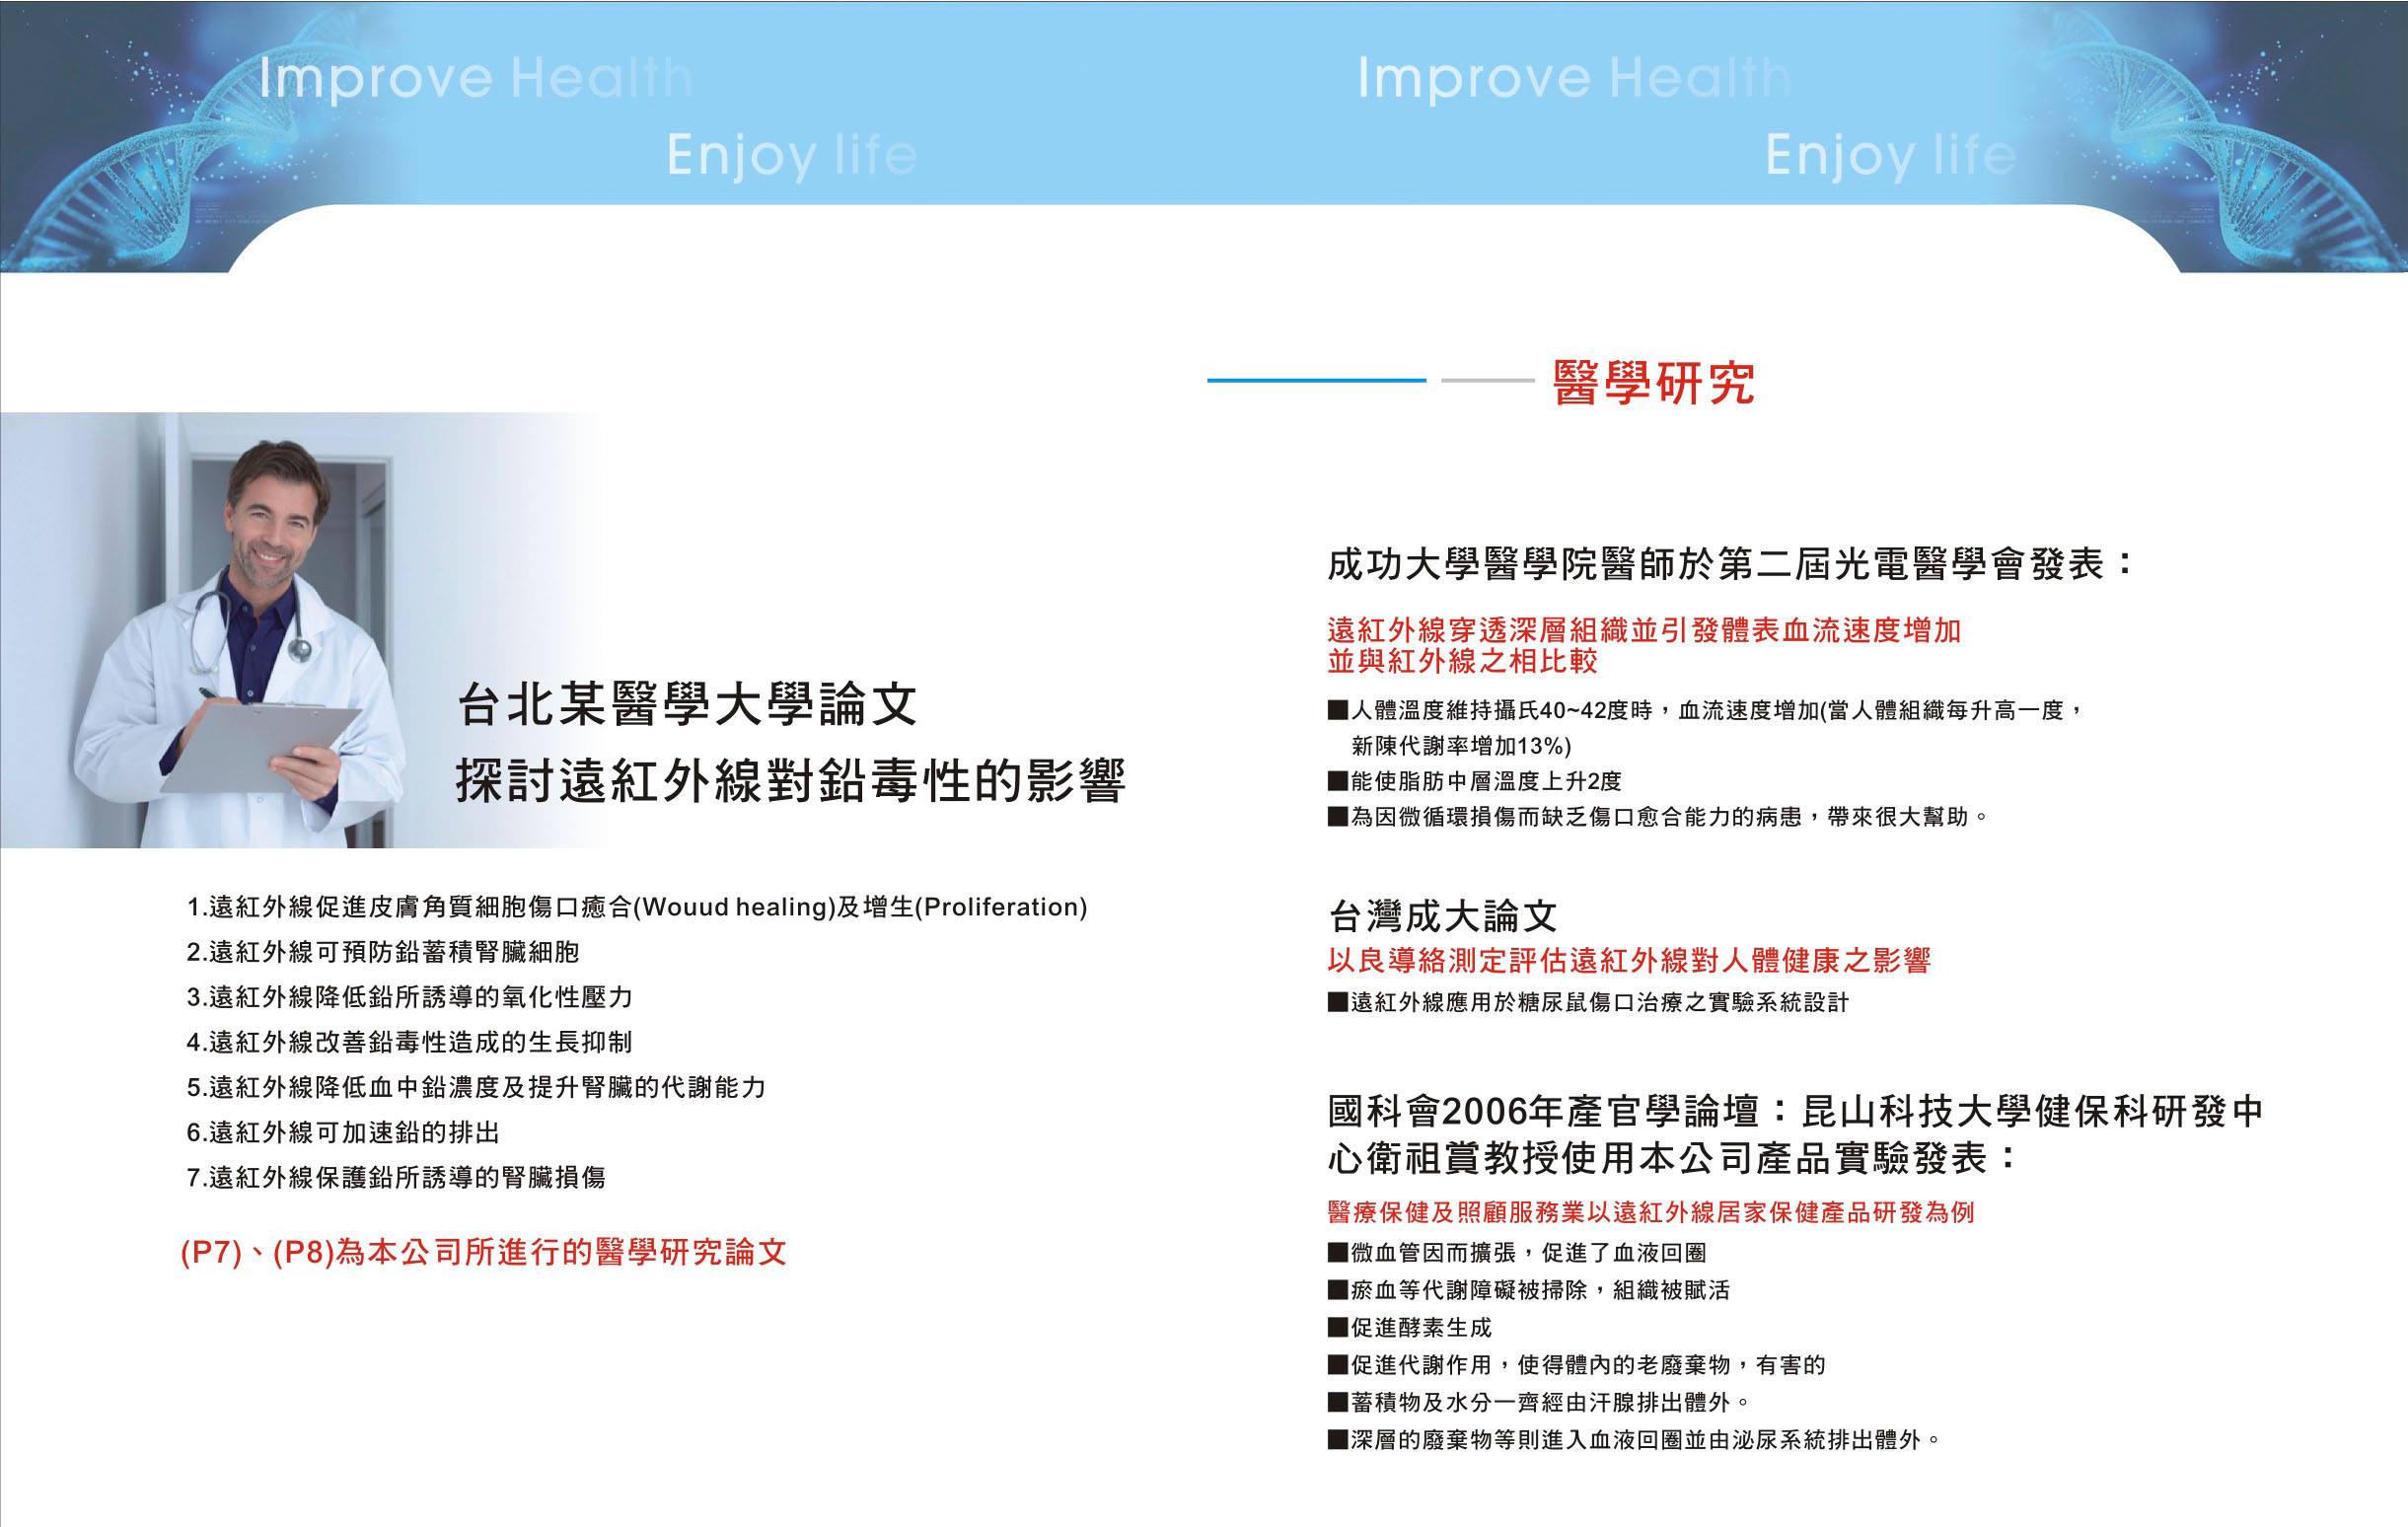 Improve Health
Enjoy life
Improve Health
Enjoy life
台北某醫學大學論文
探討遠紅外線對鉛毒性的影響
1.遠紅外線促進皮膚角質細胞傷口癒合(Wouud healing)及增生(Proliferation)
2.遠紅外線可預防鉛蓄積腎臟細胞
3.遠紅外線降低鉛所誘導的氧化性壓力
4.遠紅外線改善鉛毒性造成的生長抑制
5.遠紅外線降低血中鉛濃度及提升腎臟的代謝能力
6.遠紅外線可加速鉛的排出
7.遠紅外線保護鉛所誘導的腎臟損傷
(P7)、(P8)為本公司所進行的醫學研究論文
醫學研究
成功大學醫學院醫師於第二屆光電醫學會發表：
遠紅外線穿透深層組織並引發體表血流速度增加
並與紅外線之相比較
■人體溫度維持攝氏40~42度時，血流速度增加(當人體組織每升高一度，
新陳代謝率增加13%)
■能使脂肪中層溫度上升2度
■為因微循環損傷而缺乏傷口愈合能力的病患，帶來很大幫助。
台灣成大論文
以良導絡測定評估遠紅外線對人體健康之影響
■遠紅外線應用於糖尿鼠傷口治療之實驗系統設計
國科會2006年產官學論壇：昆山科技大學健保科研發中
心衛祖賞教授使用本公司產品實驗發表：
醫療保健及照顧服務業以遠紅外線居家保健產品研發為例
■微血管因而擴張，促進了血液回圈
■瘀血等代謝障礙被掃除，組織被賦活
■促進酵素生成
■促進代謝作用，使得體內的老廢棄物，有害的
■蓄積物及水分一齊經由汗腺排出體外。
■深層的廢棄物等則進入血液回圈並由泌尿系統排出體外。